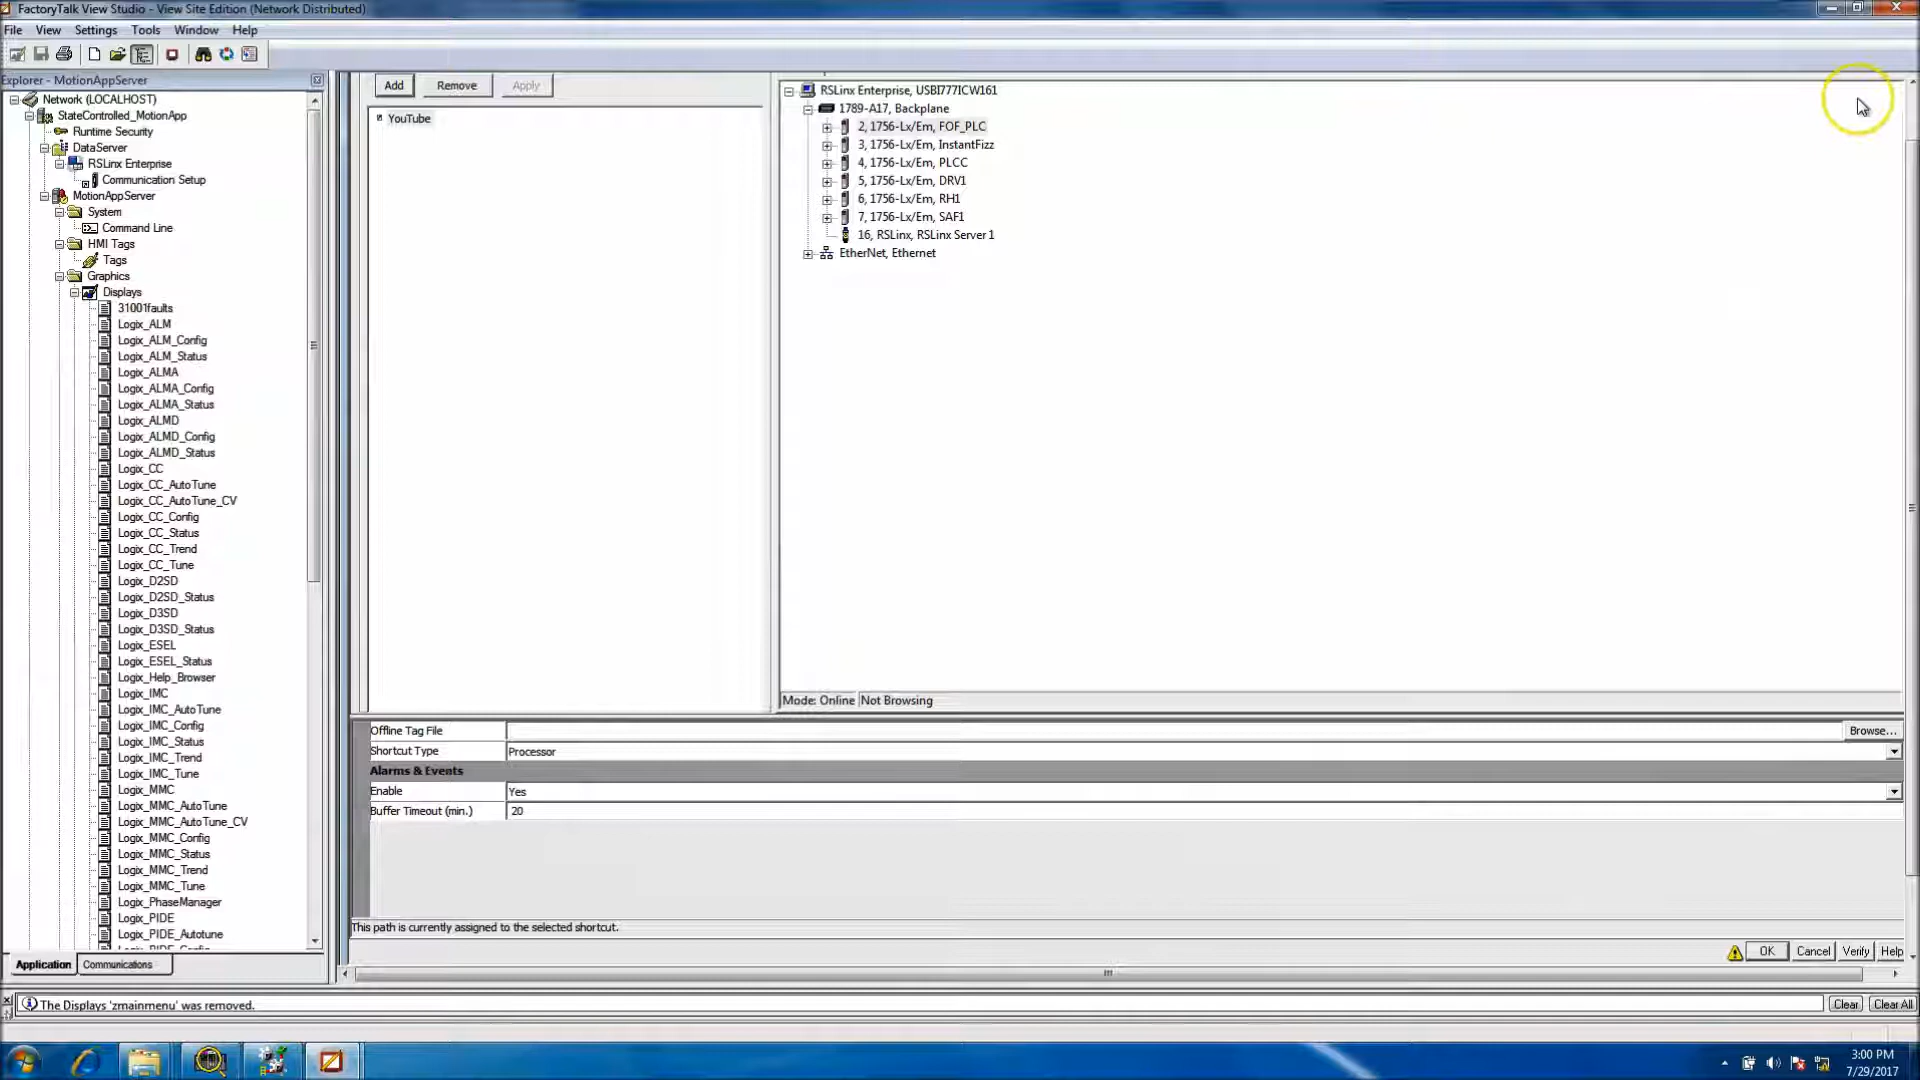 FactoryTalk View Studio - View Site Edition (Network Distributed)
File View Settings Tools Window Help
Explorer - MotionAppServer
Network (LOCALHOST)
StateControlled_MotionApp
Runtime Security
DataServer
RSLinx Enterprise
Communication Setup
MotionAppServer
System
Command Line
HMI Tags
Tags
Graphics
Displays
31001faults
Logix_ALM
Logix_ALM_Config
Logix_ALM_Status
Logix_ALMA
Logix_ALMA_Config
Logix_ALMA_Status
Logix_ALMD
Logix_ALMD_Config
Logix_ALMD_Status
Logix_CC
Logix_CC_AutoTune
Logix_CC_AutoTune_CV
Logix_CC_Config
Logix_CC_Status
Logix_CC_Trend
Logix_CC_Tune
Logix_D2SD
Logix_D2SD_Status
Logix_D3SD
Logix_D3SD_Status
Logix_ESEL
Logix_ESEL_Status
Logix_Help_Browser
Logix_IMC
Logix_IMC_AutoTune
Logix_IMC_Config
Logix_IMC_Status
Logix_IMC_Trend
Logix_IMC_Tune
Logix_MMC
Logix_MMC_AutoTune
Logix_MMC_AutoTune_CV
Logix_MMC_Config
Logix_MMC_Status
Logix_MMC_Trend
Logix_MMC_Tune
Logix_PhaseManager
Logix_PIDE
Logix_PIDE_Autotune
Logix_PIDE_Config
Application Communications
Add Remove Apply
YouTube
RSLinx Enterprise, USBI777ICW161
1789-A17, Backplane
2, 1756-Lx/Em, FOF_PLC
3, 1756-Lx/Em, InstantFizz
4, 1756-Lx/Em, PLCC
5, 1756-Lx/Em, DRV1
6, 1756-Lx/Em, RH1
7, 1756-Lx/Em, SAF1
16, RSLinx, RSLinx Server 1
EtherNet, Ethernet
Mode: Online Not Browsing
Offline Tag File Browse...
Shortcut Type Processor
Alarms & Events
Enable Yes
Buffer Timeout (min.) 20
This path is currently assigned to the selected shortcut.
OK Cancel Verify Help
The Displays 'zmainmenu' was removed.
Clear Clear All
3:00 PM
7/29/2017